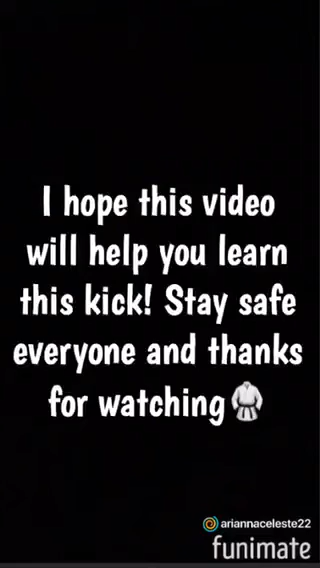 I hope this video
will help you learn
this kick! Stay safe
everyone and thanks
for watching🥋
ariannaceleste22
funimate